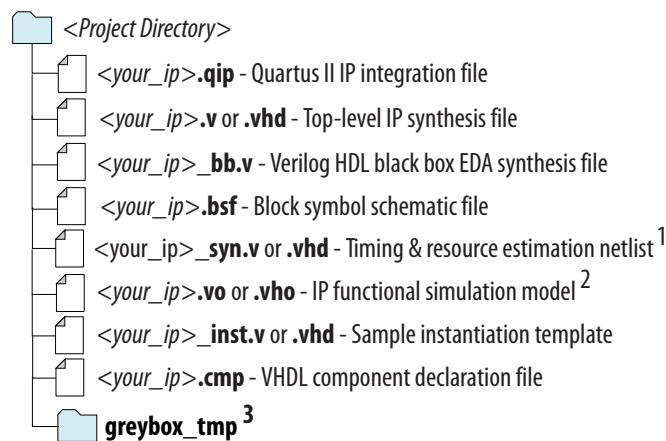 <Project Directory>
<your_ip>.qip - Quartus II IP integration file
<your_ip>.v or .vhd - Top-level IP synthesis file
<your_ip>_bb.v - Verilog HDL black box EDA synthesis file
<your_ip>.bsf - Block symbol schematic file
<your_ip>_syn.v or .vhd - Timing & resource estimation netlist 1
<your_ip>.vo or .vho - IP functional simulation model 2
<your_ip>_inst.v or .vhd - Sample instantiation template
<your_ip>.cmp - VHDL component declaration file
greybox_tmp 3